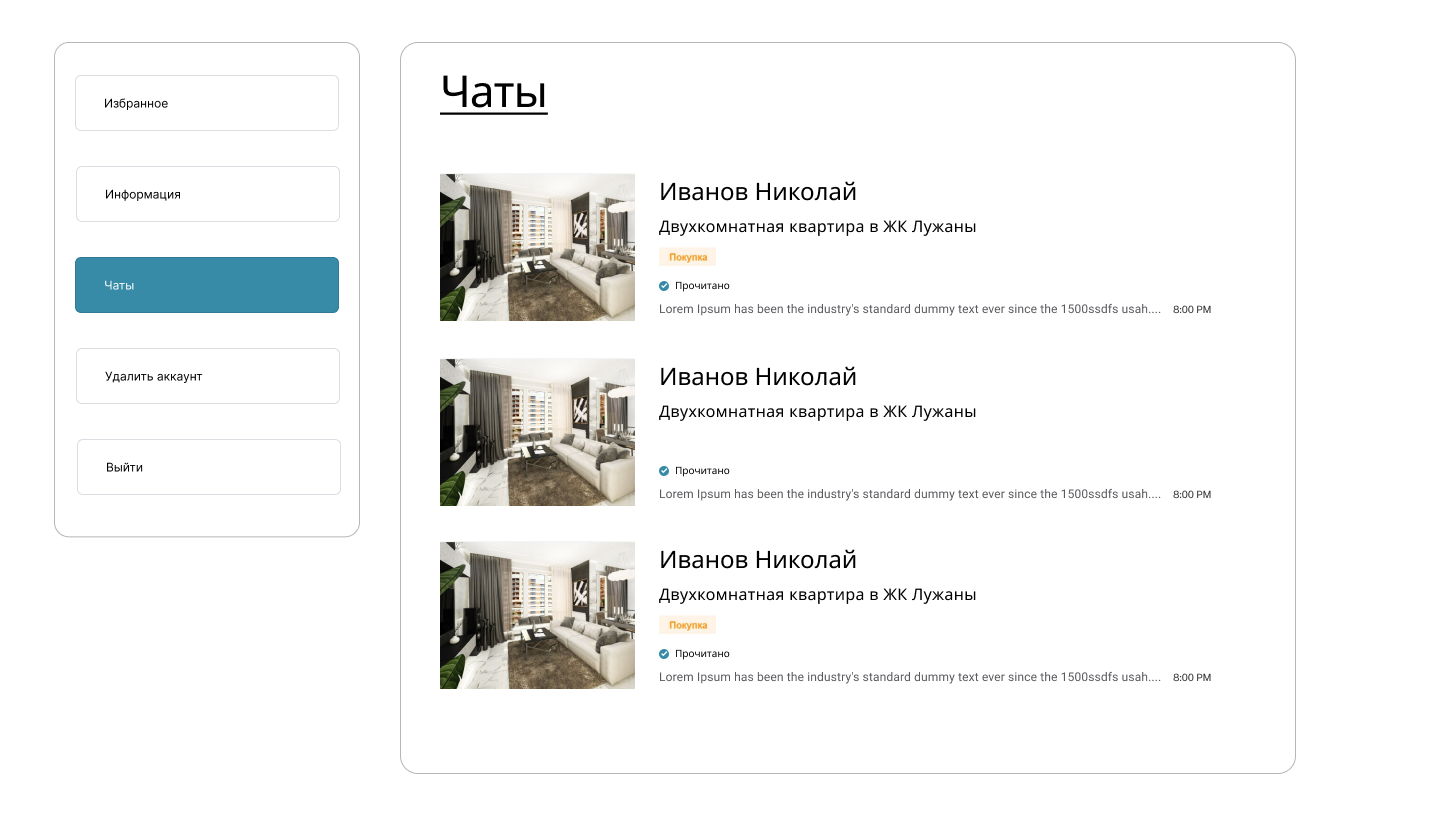 Избранное
Информация
Чаты
Удалить аккаунт
Выйти
Чаты
Иванов Николай
Двухкомнатная квартира в ЖК Лужаны
Покупка
Прочитано
Lorem Ipsum has been the industry's standard dummy text ever since the 1500ssdfs usah.... 8:00 PM
Иванов Николай
Двухкомнатная квартира в ЖК Лужаны
Прочитано
Lorem Ipsum has been the industry's standard dummy text ever since the 1500ssdfs usah.... 8:00 PM
Иванов Николай
Двухкомнатная квартира в ЖК Лужаны
Покупка
Прочитано
Lorem Ipsum has been the industry's standard dummy text ever since the 1500ssdfs usah.... 8:00 PM